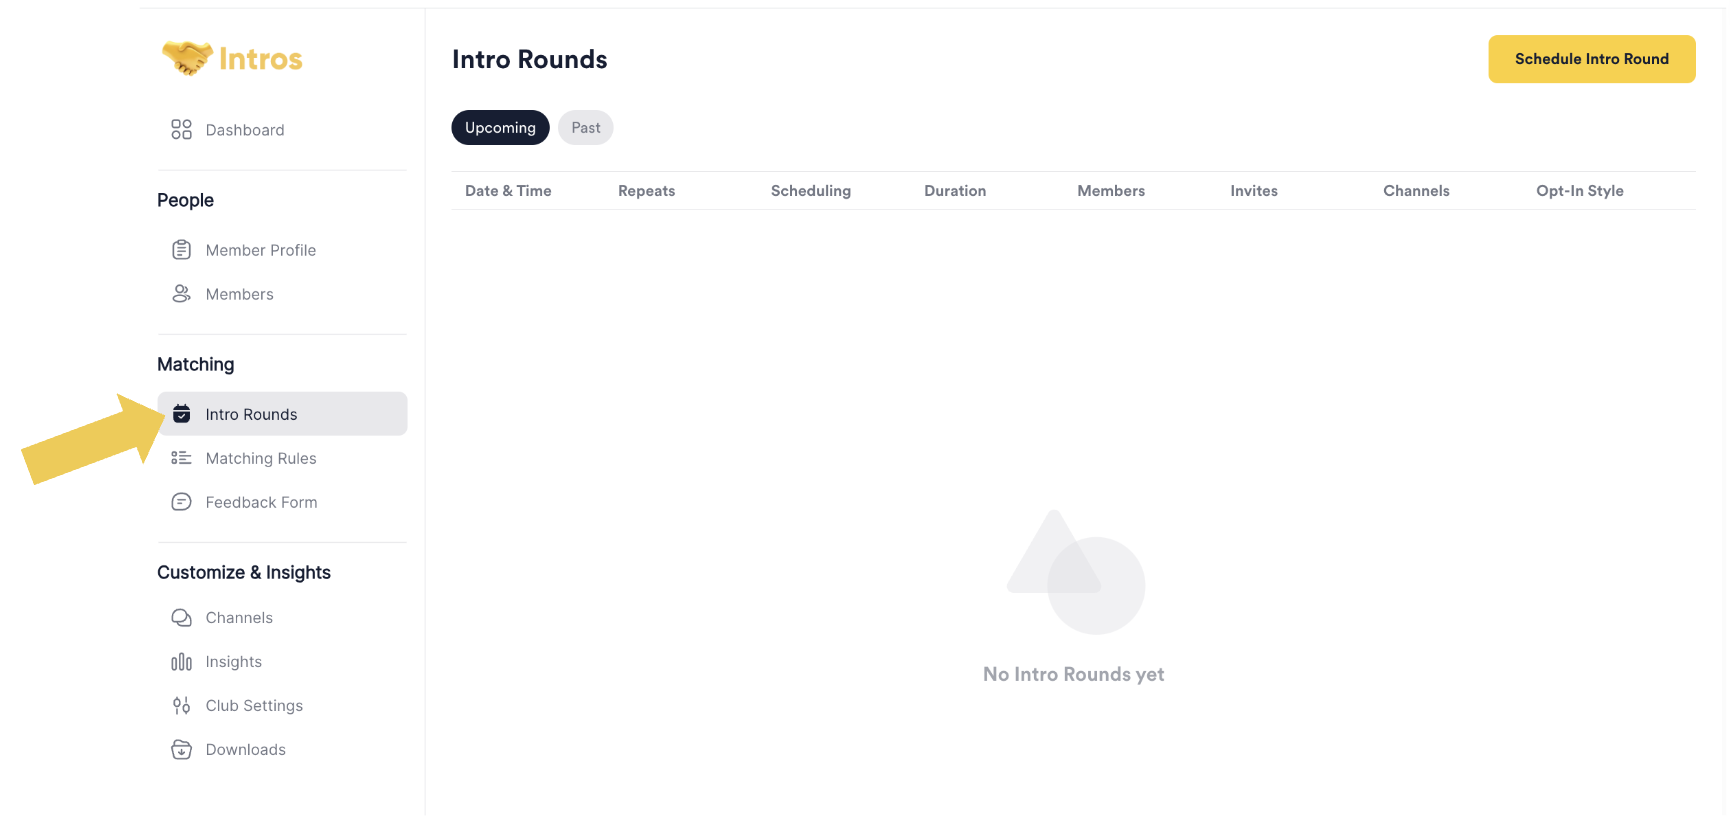 Intros
Dashboard
People
Member Profile
Members
Matching
Intro Rounds
Matching Rules
Feedback Form
Customize & Insights
Channels
Insights
Club Settings
Downloads
Intro Rounds
Schedule Intro Round
Upcoming Past
Date & Time Repeats Scheduling Duration Members Invites Channels Opt-In Style
No Intro Rounds yet